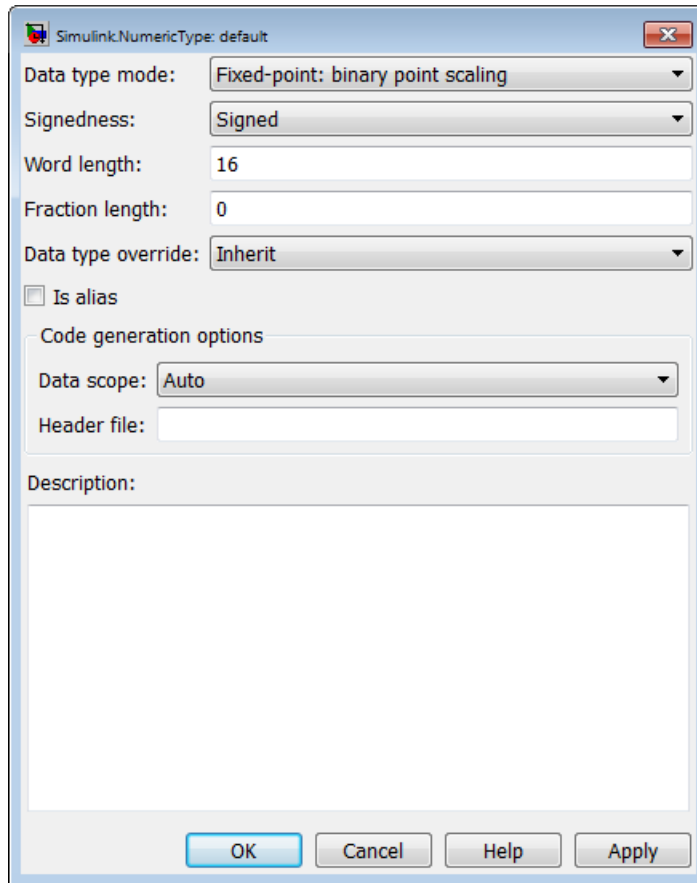 Simulink.NumericType: default
Data type mode: Fixed-point: binary point scaling
Signedness: Signed
Word length: 16
Fraction length: 0
Data type override: Inherit
Is alias
Code generation options
Data scope: Auto
Header file:
Description:
OK Cancel Help Apply